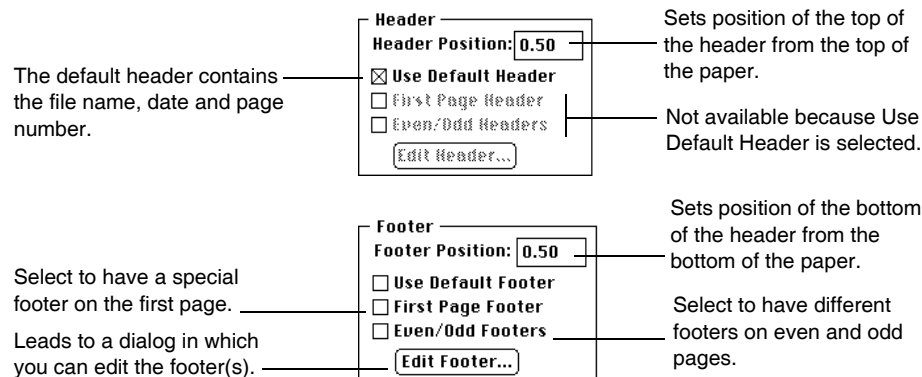 Header
Header Position: 0.50
Use Default Header
First Page Header
Even/Odd Headers
Edit Header...
The default header contains
the file name, date and page
number.
Sets position of the top of
the header from the top of
the paper.
Not available because Use
Default Header is selected.
Footer
Footer Position: 0.50
Use Default Footer
First Page Footer
Even/Odd Footers
Edit Footer...
Select to have a special
footer on the first page.
Leads to a dialog in which
you can edit the footer(s).
Sets position of the bottom
of the header from the
bottom of the paper.
Select to have different
footers on even and odd
pages.